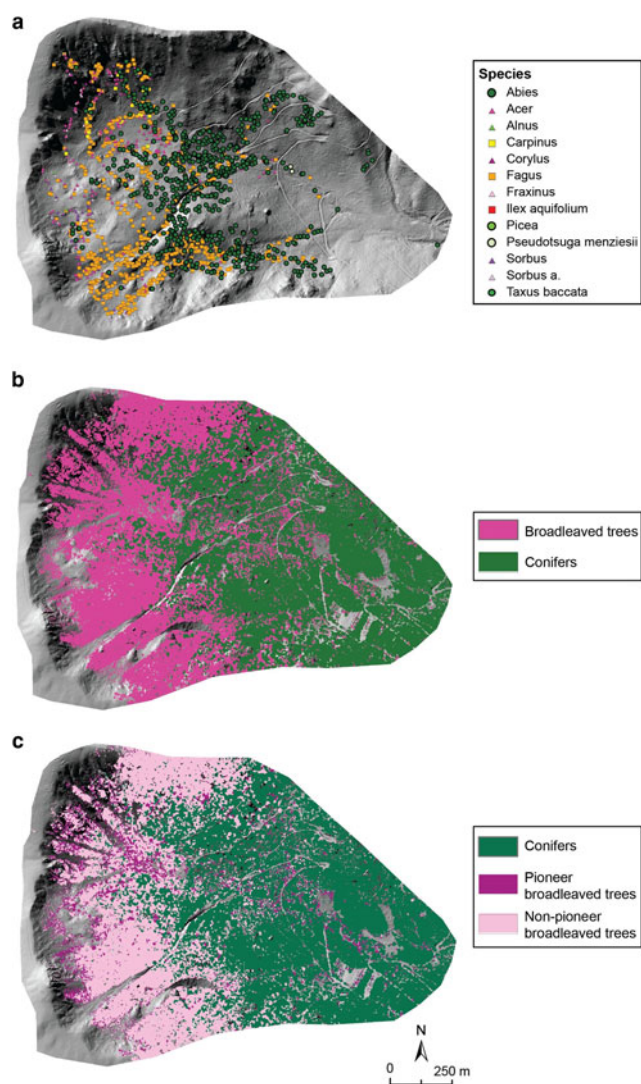 a
Species
Abies
Acer
Alnus
Carpinus
Corylus
Fagus
Fraxinus
Ilex aquifolium
Picea
Pseudotsuga menziesii
Sorbus
Sorbus a.
Taxus baccata
b
Broadleaved trees
Conifers
c
Conifers
Pioneer
broadleaved trees
Non-pioneer
broadleaved trees
N
0 250 m